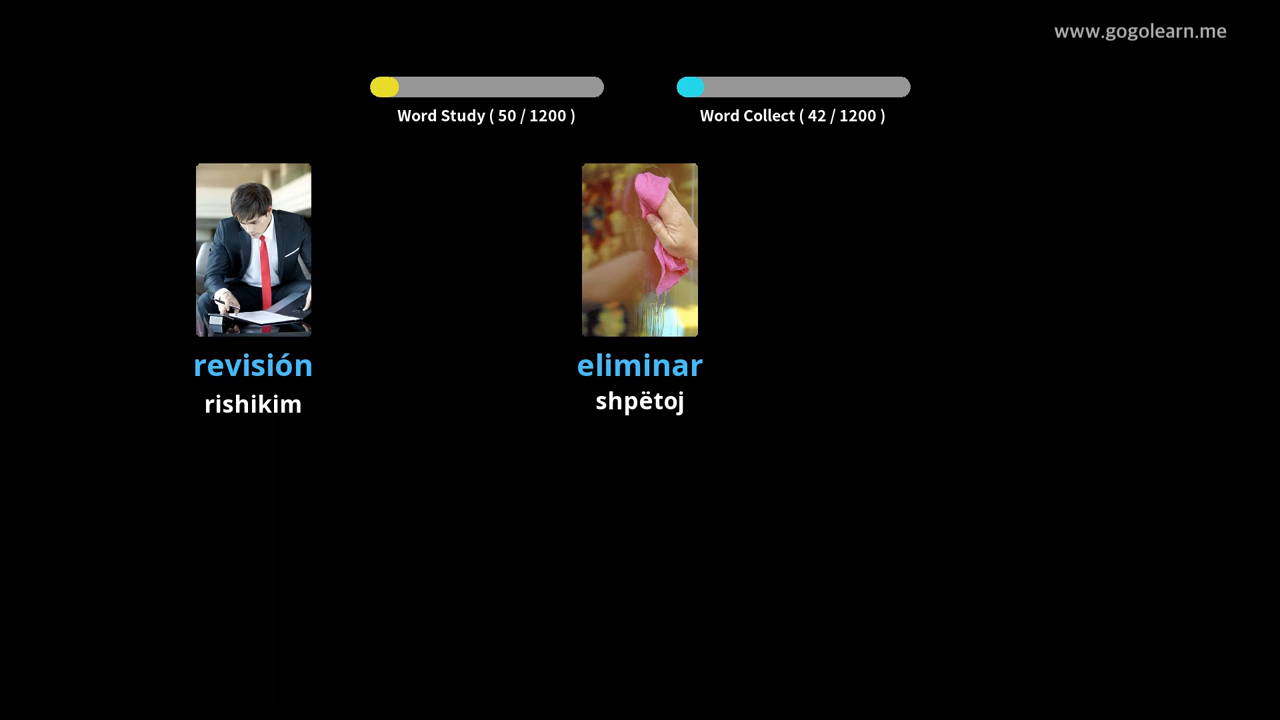 www.gogolearn.me
Word Study ( 50 / 1200 )
Word Collect ( 42 / 1200 )
revisión
rishikim
eliminar
shpëtoj